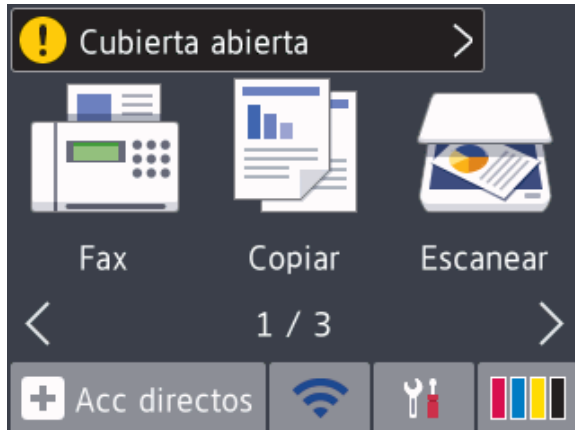 ! Cubierta abierta >
Fax Copiar Escanear
< 1 / 3 >
+ Acc directos